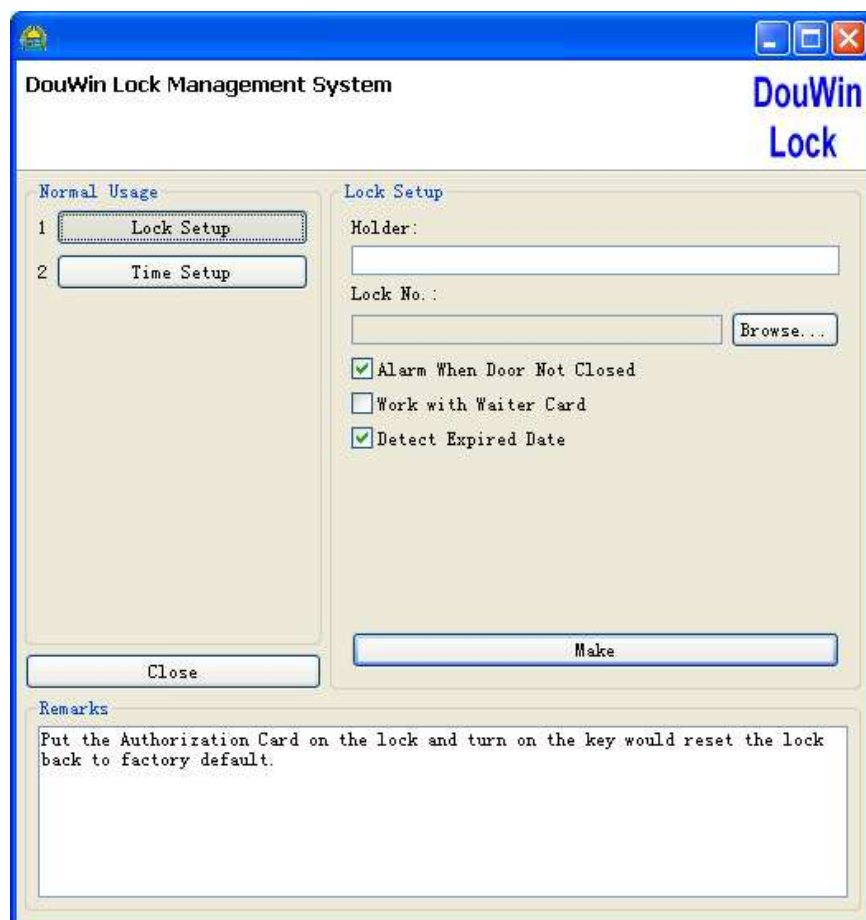 DouWin Lock Management System
DouWin
Lock
Normal Usage
1 Lock Setup
2 Time Setup
Close
Lock Setup
Holder:
Lock No.:
Browse...
Alarm When Door Not Closed
Work with Waiter Card
Detect Expired Date
Make
Remarks
Put the Authorization Card on the lock and turn on the key would reset the lock
back to factory default.